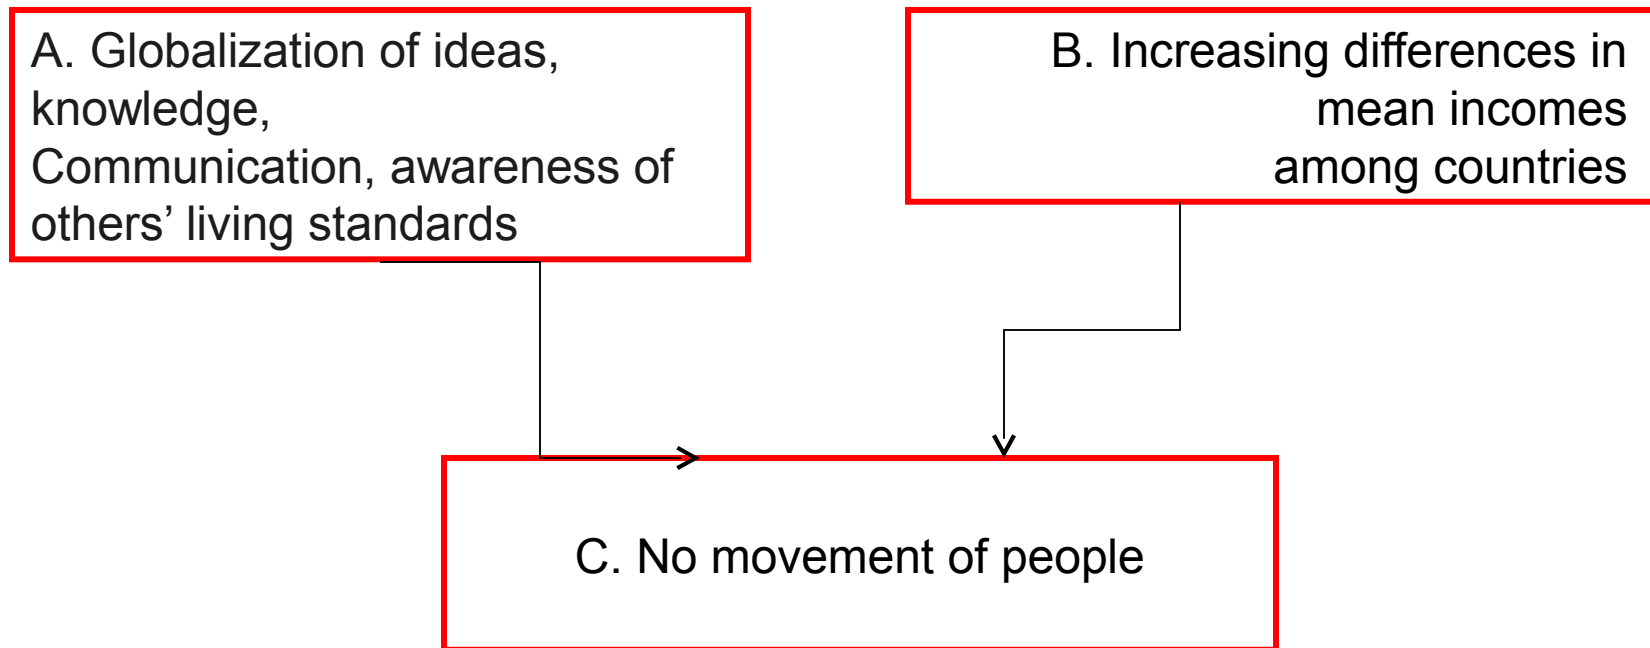 A. Globalization of ideas,
knowledge,
Communication, awareness of
others’ living standards
B. Increasing differences in
mean incomes
among countries
C. No movement of people